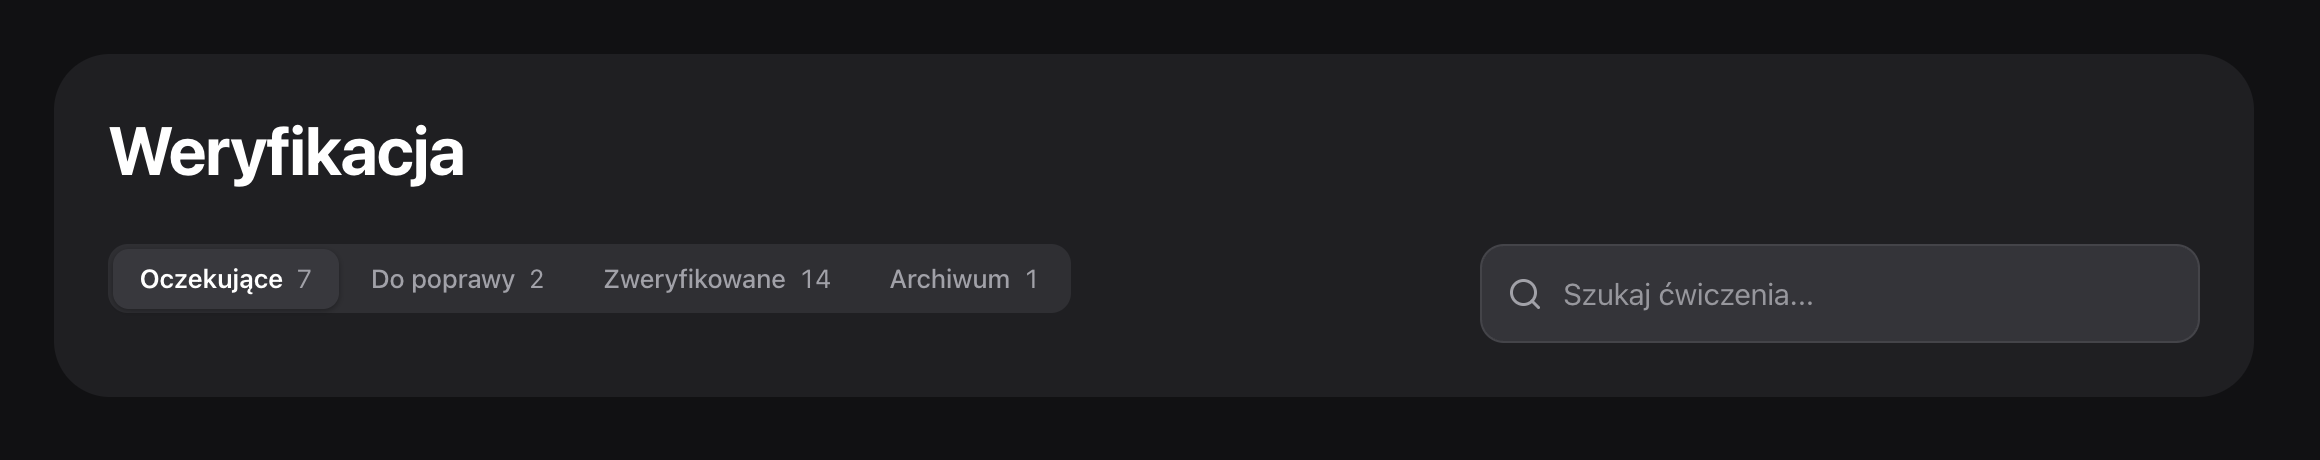 Weryfikacja
Oczekujące 7 Do poprawy 2 Zweryfikowane 14 Archiwum 1
Szukaj ćwiczenia...